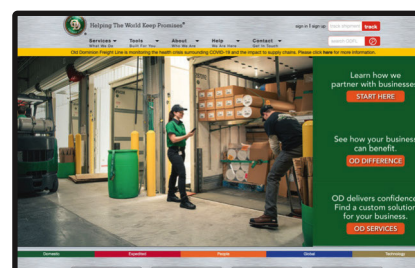 OD
Helping The World Keep Promises®
sign in | sign up
track
Services
What We Do
Tools
Built For You
About
Who We Are
Help
We Are Here
Contact
Get In Touch
search ODFL
Old Dominion Freight Line is monitoring the health crisis surrounding COVID-19 and the impact to supply chains. Please click here for more information.
Learn how we
partner with businesses
START HERE
See how your business
can benefit.
OD DIFFERENCE
OD delivers confidence
Find a custom solution
for your business.
OD SERVICES
Domestic
Expedited
People
Global
Technology